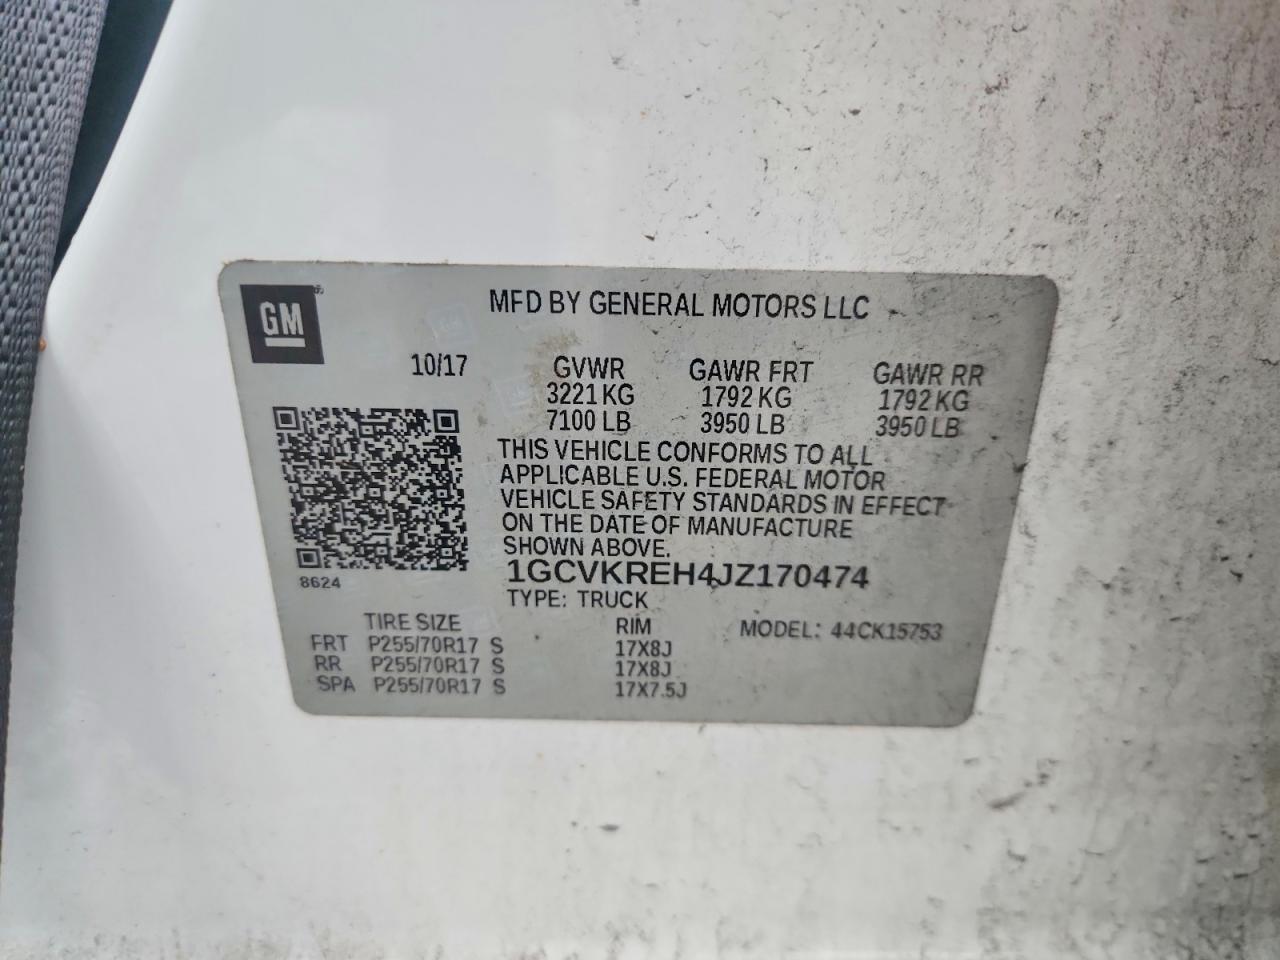 GM
MFD BY GENERAL MOTORS LLC
10/17 GVWR GAWR FRT GAWR RR
3221 KG 1792 KG 1792 KG
7100 LB 3950 LB 3950 LB
THIS VEHICLE CONFORMS TO ALL
APPLICABLE U.S. FEDERAL MOTOR
VEHICLE SAFETY STANDARDS IN EFFECT
ON THE DATE OF MANUFACTURE
SHOWN ABOVE.
8624
1GCVKREH4JZ170474
TYPE: TRUCK
TIRE SIZE RIM MODEL: 44CK15753
FRT P255/70R17 S 17X8J
RR P255/70R17 S 17X8J
SPA P255/70R17 S 17X7.5J